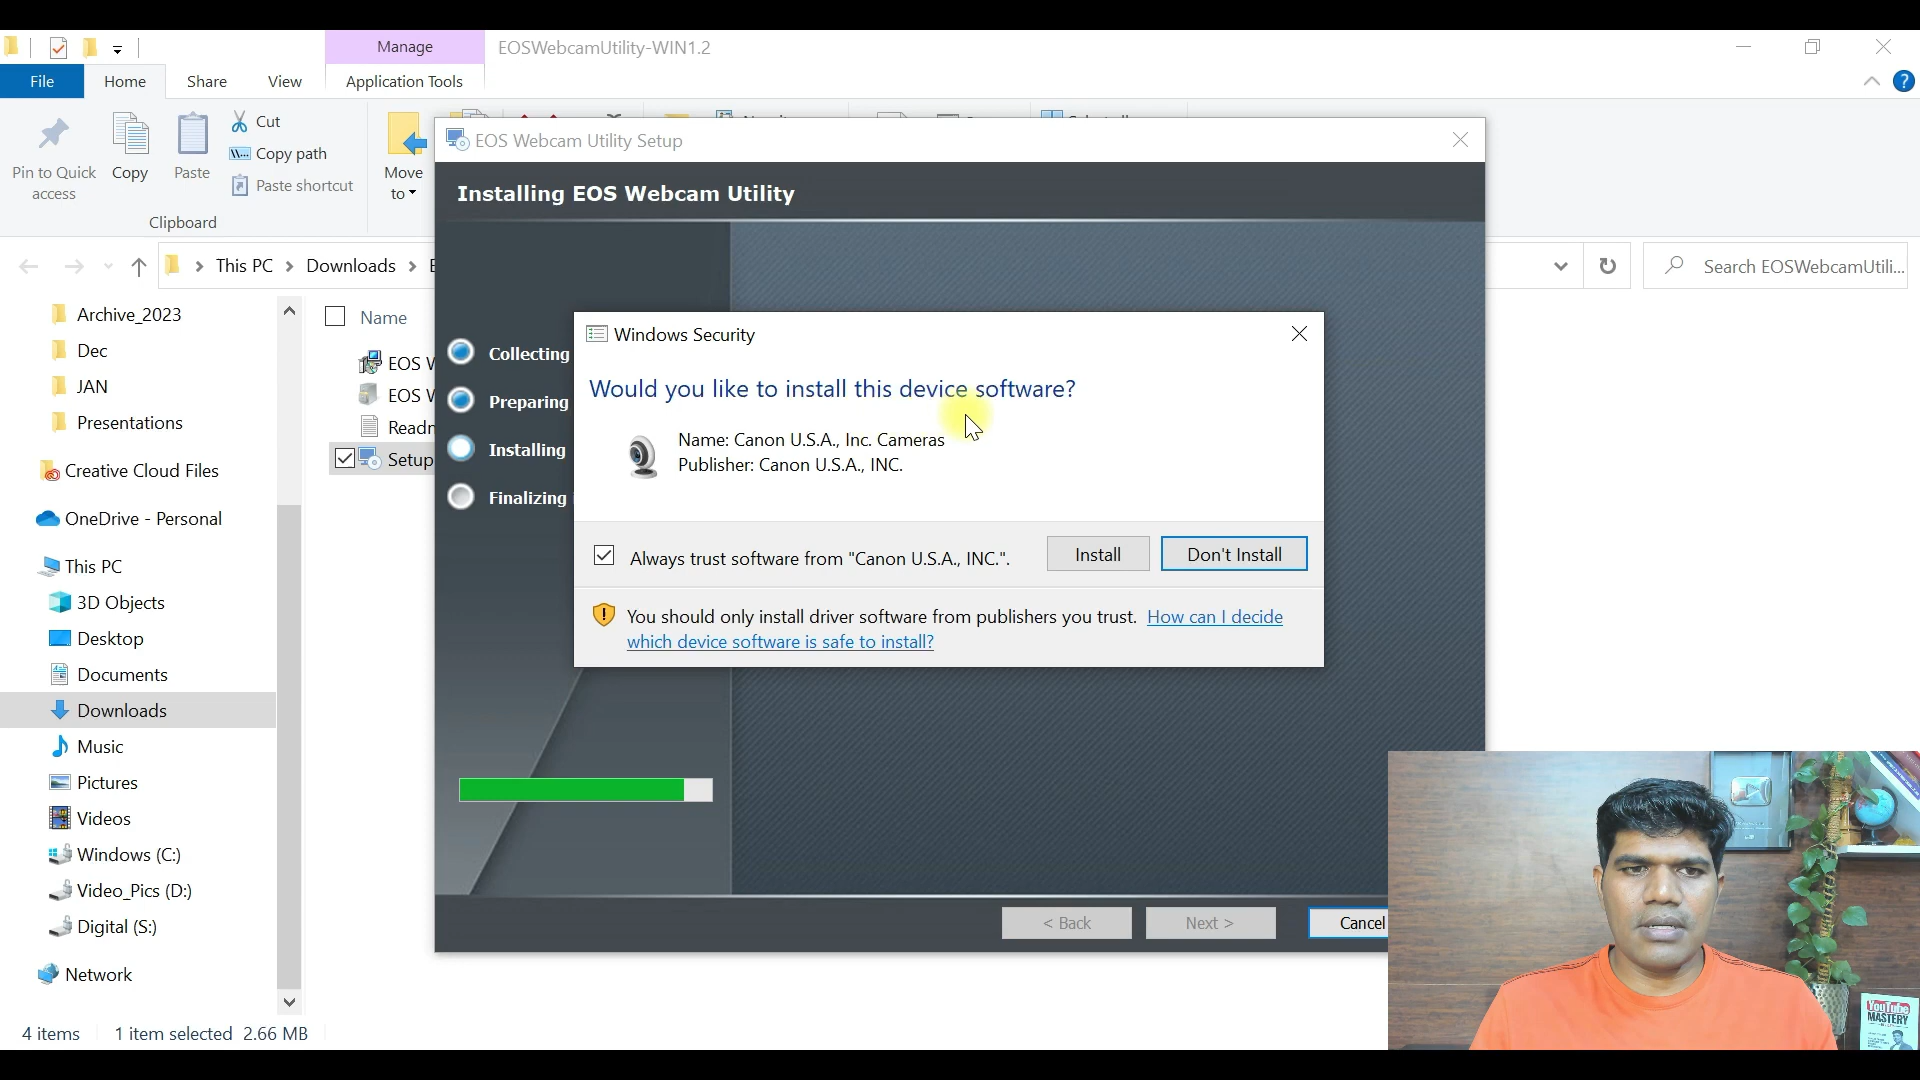 Manage
EOSWebcamUtility-WIN1.2
File
Home
Share
View
Application Tools
Pin to Quick
access
Copy
Paste
Cut
Copy path
Paste shortcut
Move
to
Clipboard
This PC
Downloads
Search EOSWebcamUtili...
Archive_2023
Dec
JAN
Presentations
Creative Cloud Files
OneDrive - Personal
This PC
3D Objects
Desktop
Documents
Downloads
Music
Pictures
Videos
Windows (C:)
Video_Pics (D:)
Digital (S:)
Network
Name
EOS
EOS
Setup
4 items
1 item selected 2.66 MB
EOS Webcam Utility Setup
Installing EOS Webcam Utility
Collecting
Preparing
Installing
Finalizing
< Back
Next >
Cancel
Windows Security
Would you like to install this device software?
Name: Canon U.S.A., Inc. Cameras
Publisher: Canon U.S.A., INC.
Always trust software from "Canon U.S.A., INC.".
Install
Don't Install
You should only install driver software from publishers you trust. How can I decide
which device software is safe to install?
YouTube
MASTERY